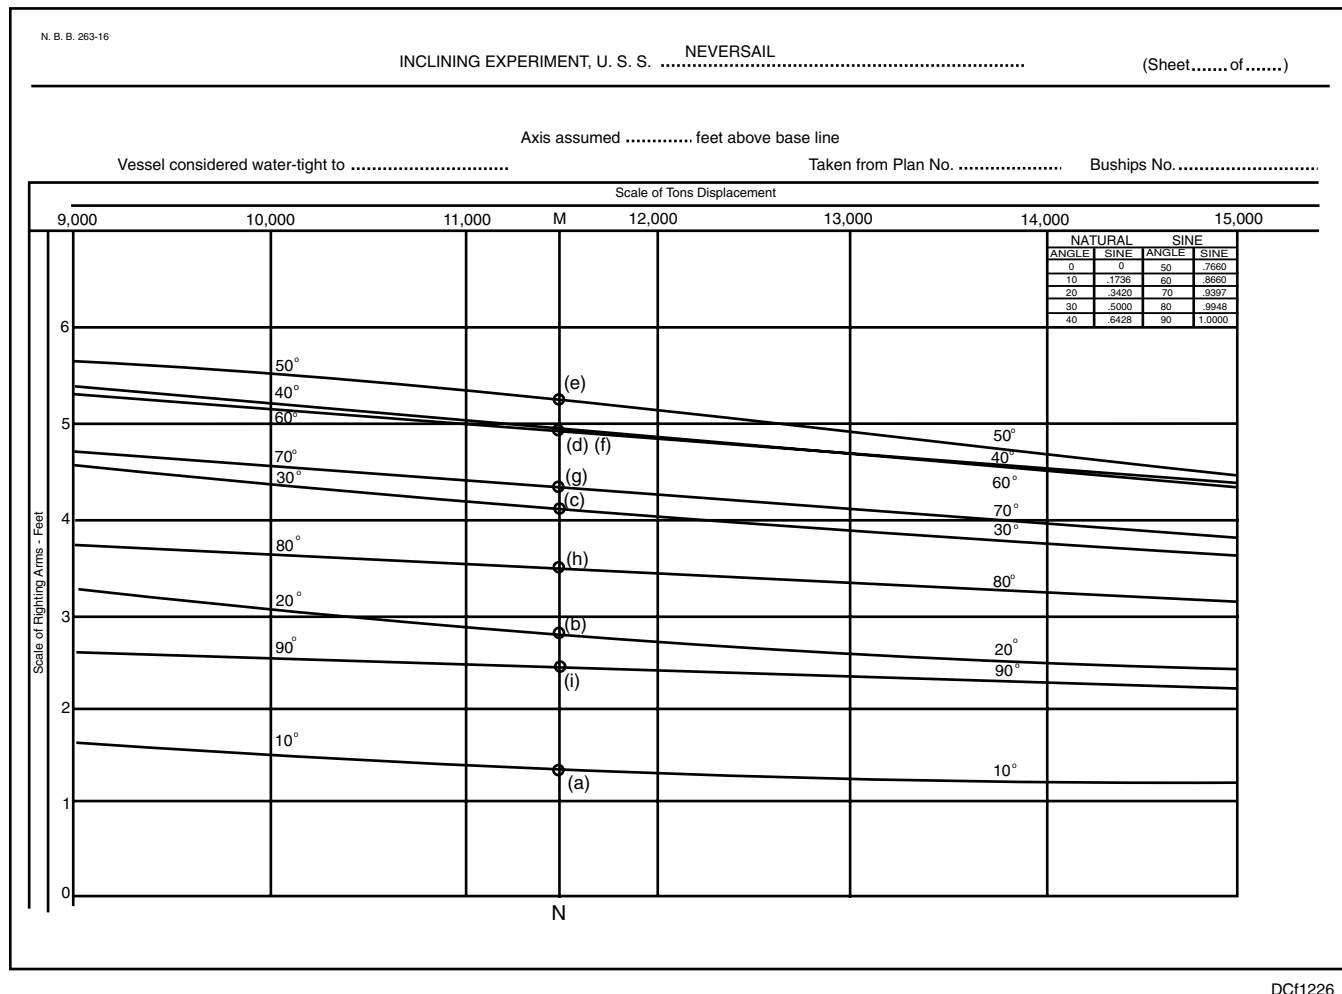 N. B. B. 263-16
NEVERSAIL
INCLINING EXPERIMENT, U. S. S. ............................................................ (Sheet.......of.......)
Axis assumed ............. feet above base line
Vessel considered water-tight to ............................... Taken from Plan No. .................... Buships No............................
Scale of Tons Displacement
9,000 10,000 11,000 M 12,000 13,000 14,000 15,000
NATURAL SINE
ANGLE SINE ANGLE SINE
0 0 50 .7660
10 .1736 60 .8660
20 .3420 70 .9397
30 .5000 80 .9948
40 .6428 90 1.0000
Scale of Righting Arms - Feet
6
50°
40°
(e)
5
60°
50°
(d) (f)
40°
70°
30°
(g)
60°
(c)
70°
4
30°
80°
(h)
80°
20°
3
(b)
90°
20°
90°
(i)
2
10°
10°
(a)
1
0
N
DCf1226